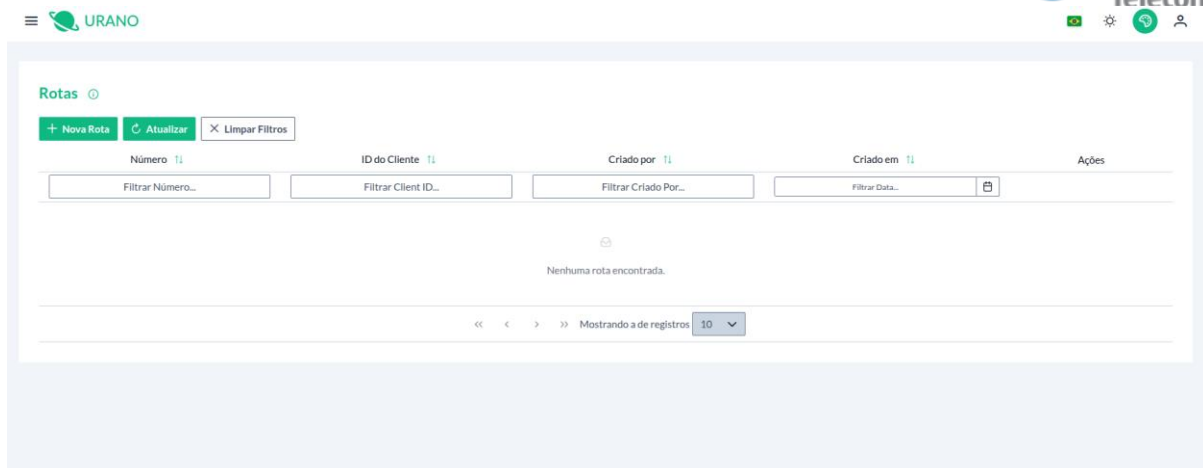 Telecom
URANO
Rotas
Nova Rota Atualizar Limpar Filtros
Número ID do Cliente Criado por Criado em Ações
Filtrar Número... Filtrar Client ID... Filtrar Criado Por... Filtrar Data...
Nenhuma rota encontrada.
Mostrando a de registros 10